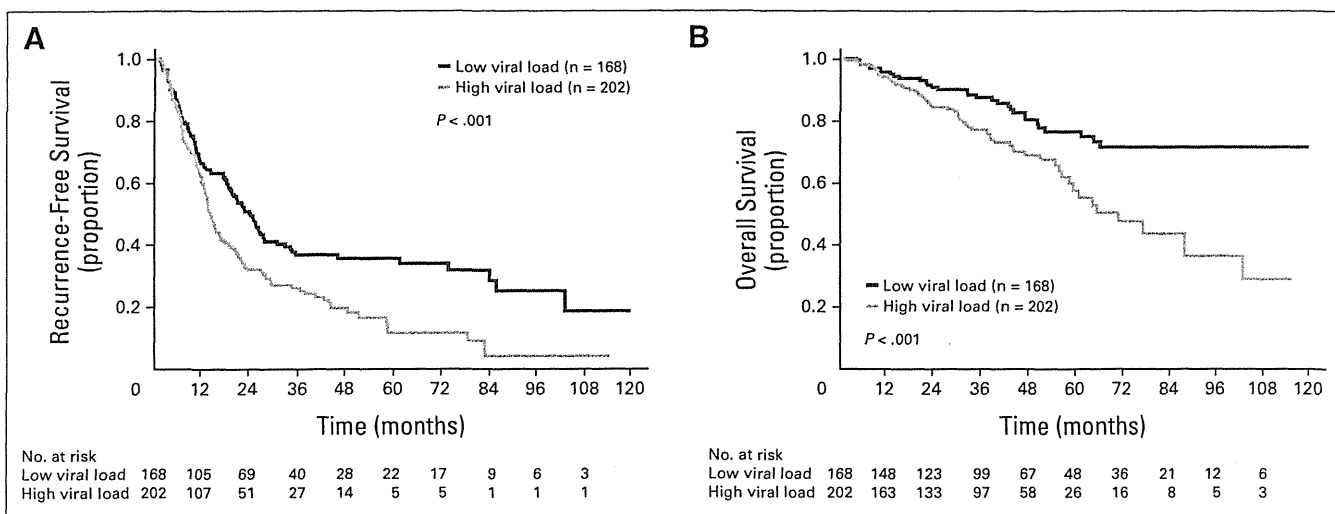 A
Recurrence-Free Survival
(proportion)
1.0
0.8
0.6
0.4
0.2
Low viral load (n = 168)
High viral load (n = 202)
P < .001
0 12 24 36 48 60 72 84 96 108 120
Time (months)
No. at risk
Low viral load 168 105 69 40 28 22 17 9 6 3
High viral load 202 107 51 27 14 5 5 1 1 1
B
Overall Survival
(proportion)
1.0
0.8
0.6
0.4
0.2
Low viral load (n = 168)
High viral load (n = 202)
P < .001
0 12 24 36 48 60 72 84 96 108 120
Time (months)
No. at risk
Low viral load 168 148 123 99 67 48 36 21 12 6
High viral load 202 163 133 97 58 26 16 8 5 3